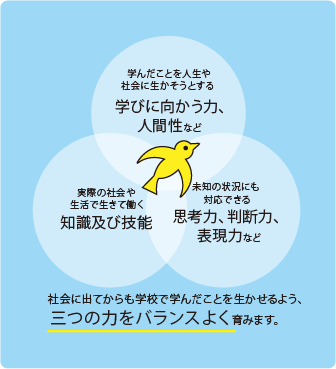 学んだことを人生や
社会に生かそうとする
学びに向かう力、
人間性など
実際の社会や
生活で生きて働く
知識及び技能
未知の状況にも
対応できる
思考力、判断力、
表現力など
社会に出てからも学校で学んだことを生かせるよう、
三つの力をバランスよく育みます。